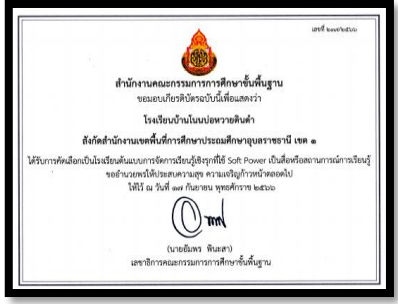 เลขที่ ๒๓๗/๒๕๖๖
สำนักงานคณะกรรมการการศึกษาขั้นพื้นฐาน
ขอมอบเกียรติบัตรฉบับนี้เพื่อแสดงว่า
โรงเรียนบ้านโนนบ่อหวายดินดำ
สังกัดสำนักงานเขตพื้นที่การศึกษาประถมศึกษาอุบลราชธานี เขต ๑
ได้รับการคัดเลือกเป็นโรงเรียนต้นแบบการจัดการเรียนรู้เชิงรุกที่ใช้ Soft Power เป็นสื่อหรือสถานการณ์การเรียนรู้
ขออำนวยพรให้ประสบความสุข ความเจริญก้าวหน้าตลอดไป
ให้ไว้ ณ วันที่ ๑๗ กันยายน พุทธศักราช ๒๕๖๖
(นายอัมพร พินะสา)
เลขาธิการคณะกรรมการการศึกษาขั้นพื้นฐาน